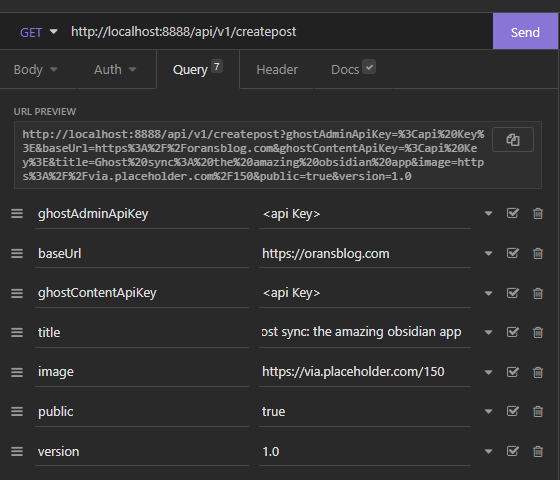 GET http://localhost:8888/api/v1/createpost Send
Body Auth Query 7 Header Docs
URL PREVIEW
http://localhost:8888/api/v1/createpost?ghostAdminApiKey=%3Capi%20Key%
3E&baseUrl=https%3A%2F%2Foransblog.com&ghostContentApiKey=%3Capi%20Ke
y%3E&title=Ghost%20sync%3A%20the%20amazing%20obsidian%20app&image=http
s%3A%2F%2Fvia.placeholder.com%2F150&public=true&version=1.0
ghostAdminApiKey <api Key>
baseUrl https://oransblog.com
ghostContentApiKey <api Key>
title ost sync: the amazing obsidian app
image https://via.placeholder.com/150
public true
version 1.0